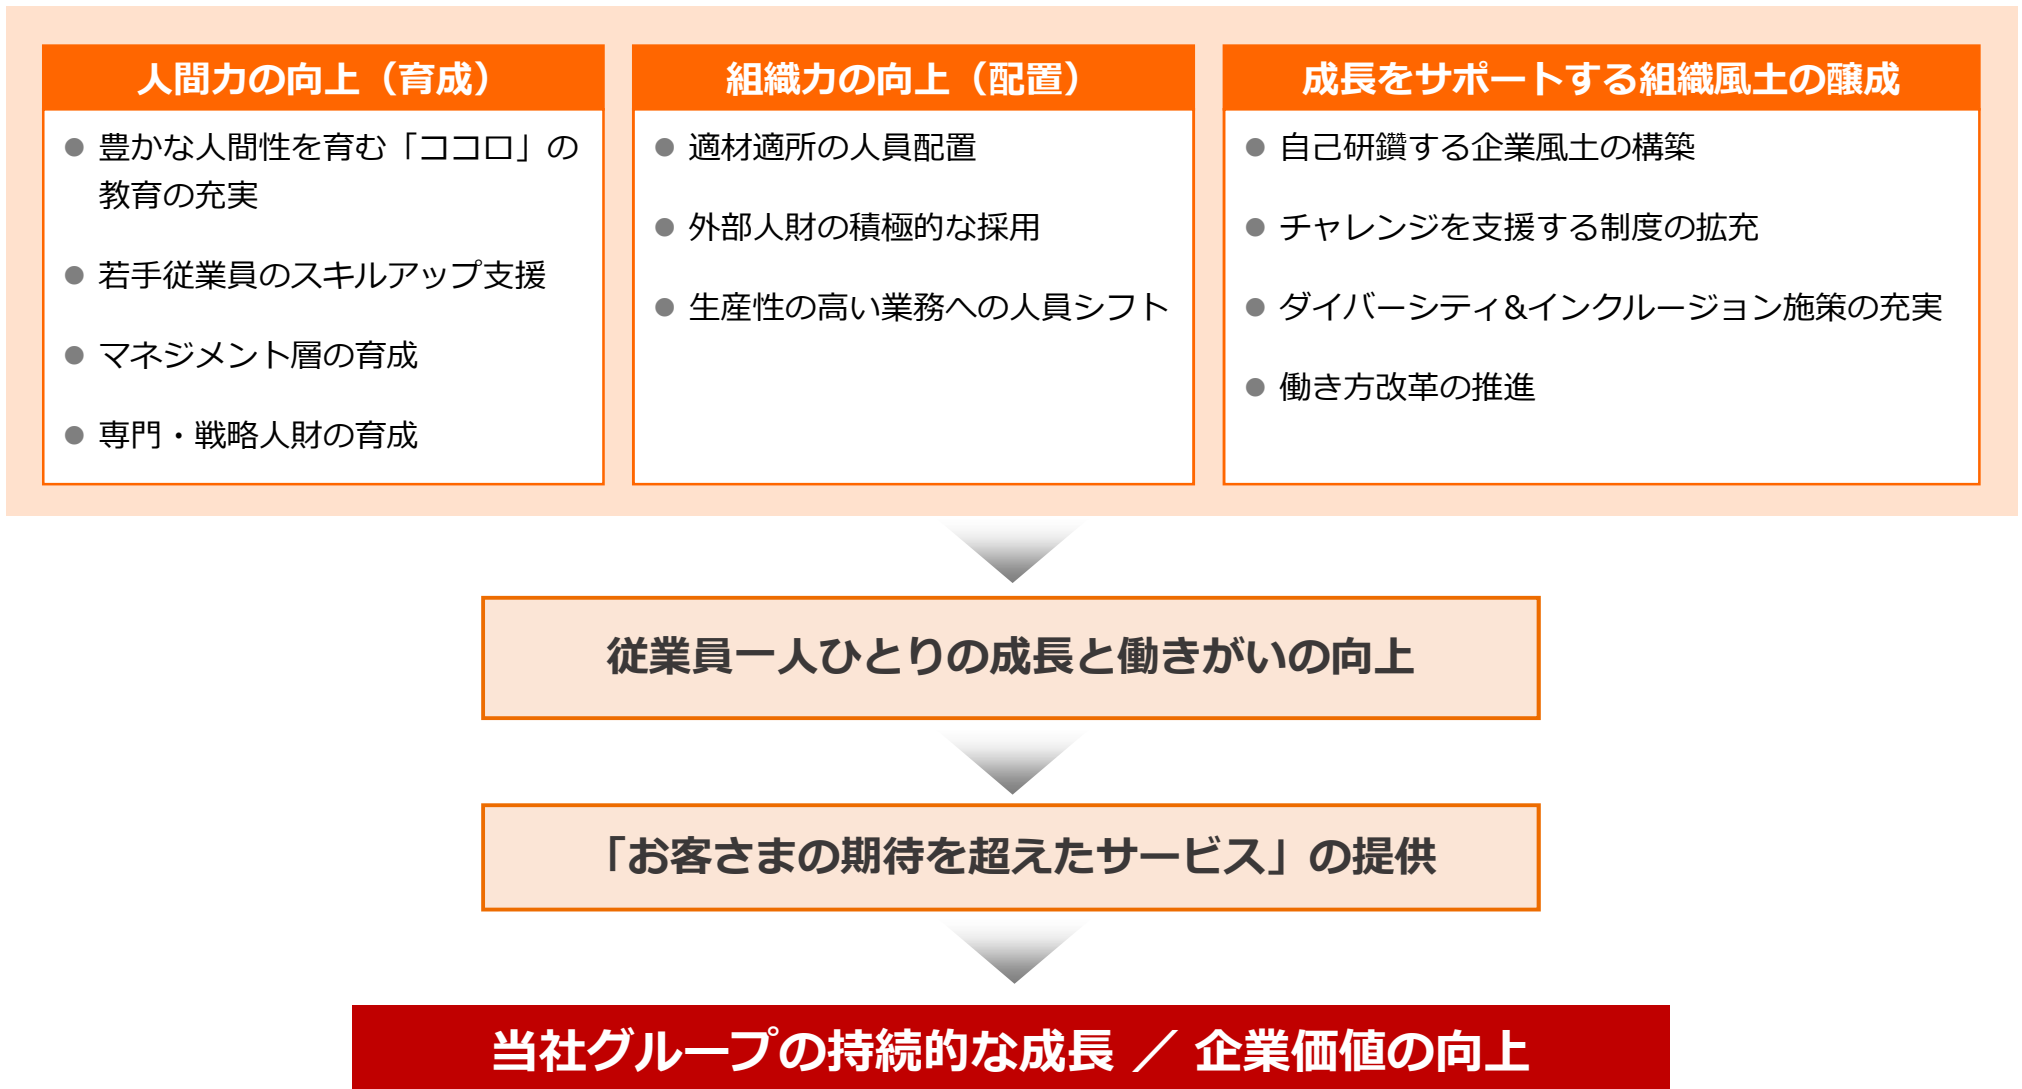 人間力の向上（育成）
豊かな人間性を育む「ココロ」の
教育の充実
若手従業員のスキルアップ支援
マネジメント層の育成
専門・戦略人財の育成
組織力の向上（配置）
適材適所の人員配置
外部人財の積極的な採用
生産性の高い業務への人員シフト
成長をサポートする組織風土の醸成
自己研鑽する企業風土の構築
チャレンジを支援する制度の拡充
ダイバーシティ&インクルージョン施策の充実
働き方改革の推進
従業員一人ひとりの成長と働きがいの向上
「お客さまの期待を超えたサービス」の提供
当社グループの持続的な成長 ／ 企業価値の向上